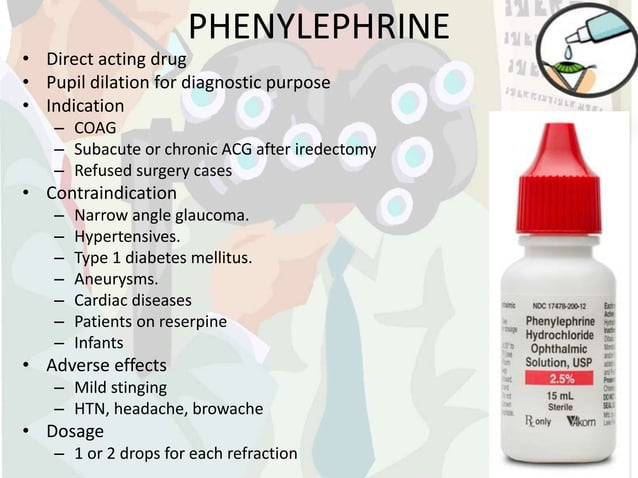 PHENYLEPHRINE
• Direct acting drug
• Pupil dilation for diagnostic purpose
• Indication
– COAG
– Subacute or chronic ACG after iredectomy
– Refused surgery cases
• Contraindication
– Narrow angle glaucoma.
– Hypertensives.
– Type 1 diabetes mellitus.
– Aneurysms.
– Cardiac diseases
– Patients on reserpine
– Infants
• Adverse effects
– Mild stinging
– HTN, headache, browache
• Dosage
– 1 or 2 drops for each refraction
NDC 17478-200-12
Phenylephrine
Hydrochloride
Ophthalmic
Solution, USP
2.5%
15 mL
Sterile
Rx only Akorn